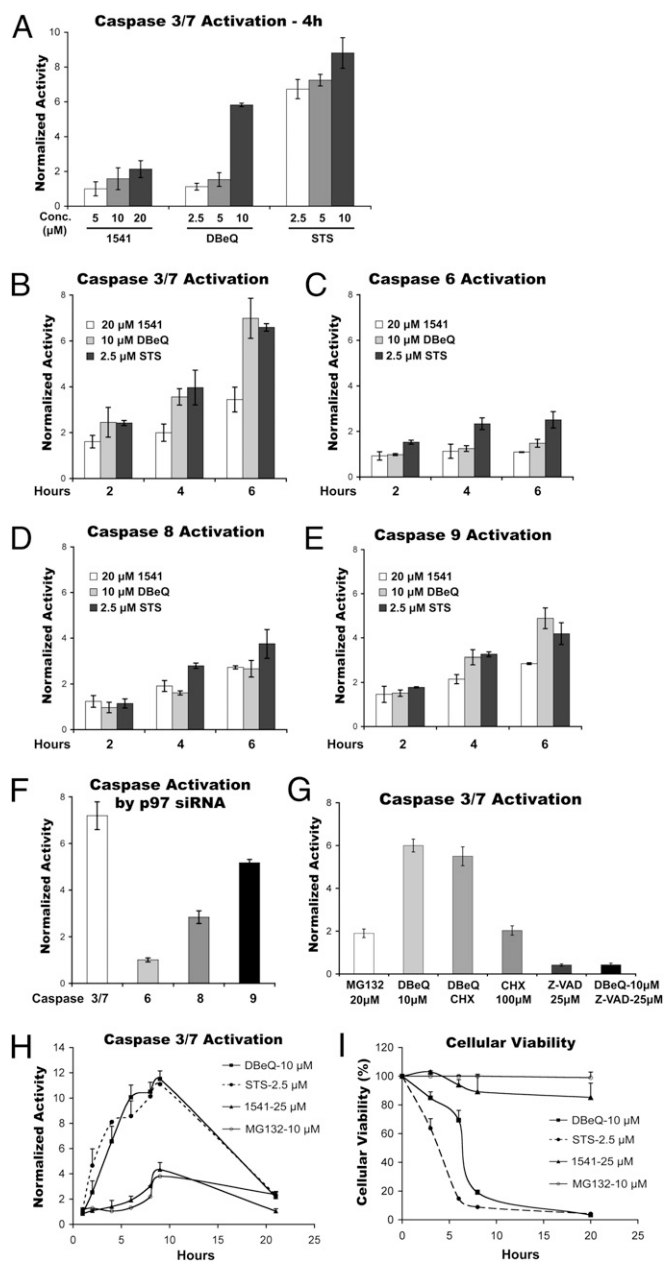 A
Caspase 3/7 Activation - 4h
Normalized Activity
10
8
6
4
2
0
Conc. 5 10 20 2.5 5 10 2.5 5 10
(µM) 1541 DBeQ STS
B
Caspase 3/7 Activation
Normalized Activity
8
6
4
2
0
20 µM 1541
10 µM DBeQ
2.5 µM STS
Hours 2 4 6
C
Caspase 6 Activation
Normalized Activity
8
6
4
2
0
20 µM 1541
10 µM DBeQ
2.5 µM STS
Hours 2 4 6
D
Caspase 8 Activation
Normalized Activity
8
6
4
2
0
20 µM 1541
10 µM DBeQ
2.5 µM STS
Hours 2 4 6
E
Caspase 9 Activation
Normalized Activity
8
6
4
2
0
20 µM 1541
10 µM DBeQ
2.5 µM STS
Hours 2 4 6
F
Caspase Activation
by p97 siRNA
Normalized Activity
8
6
4
2
0
Caspase 3/7 6 8 9
G
Caspase 3/7 Activation
Normalized Activity
8
6
4
2
0
MG132 DBeQ DBeQ CHX Z-VAD DBeQ-10µM
20µM 10µM CHX 100µM 25µM Z-VAD-25µM
H
Caspase 3/7 Activation
Normalized Activity
14
12
10
8
6
4
2
0
DBeQ-10 µM
STS-2.5 µM
1541-25 µM
MG132-10 µM
0 5 10 15 20 25
Hours
I
Cellular Viability
Cellular Viability (%)
120
100
80
60
40
20
0
DBeQ-10 µM
STS-2.5 µM
1541-25 µM
MG132-10 µM
0 5 10 15 20
Hours